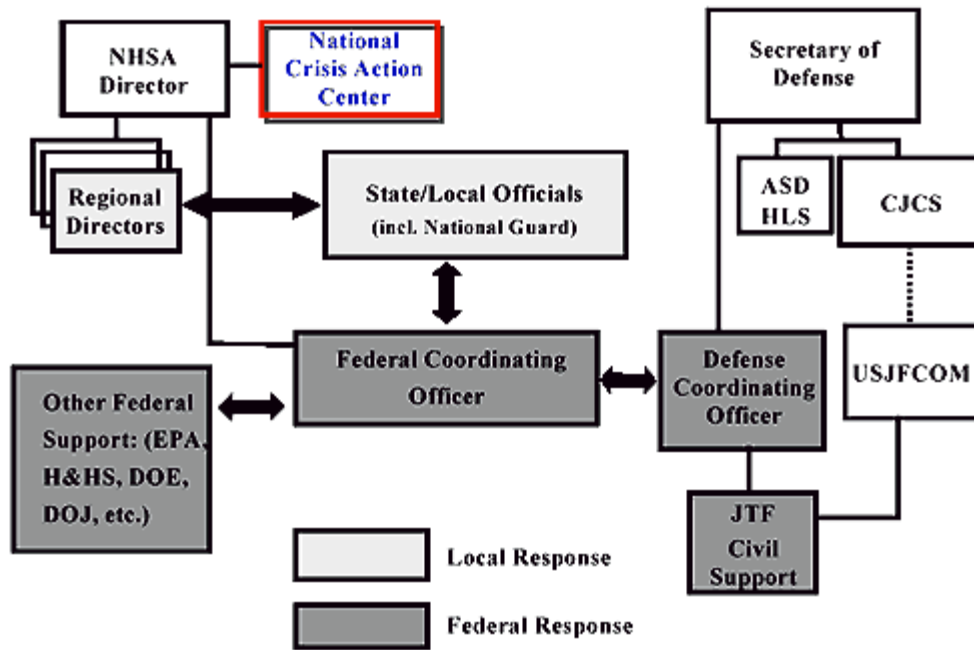 NHSA
Director
National
Crisis Action
Center
Secretary of
Defense
Regional
Directors
State/Local Officials
(incl. National Guard)
ASD
HLS
CJCS
Federal Coordinating
Officer
Defense
Coordinating
Officer
USJFCOM
Other Federal
Support: (EPA,
H&HS, DOE,
DOJ, etc.)
JTF
Civil
Support
Local Response
Federal Response